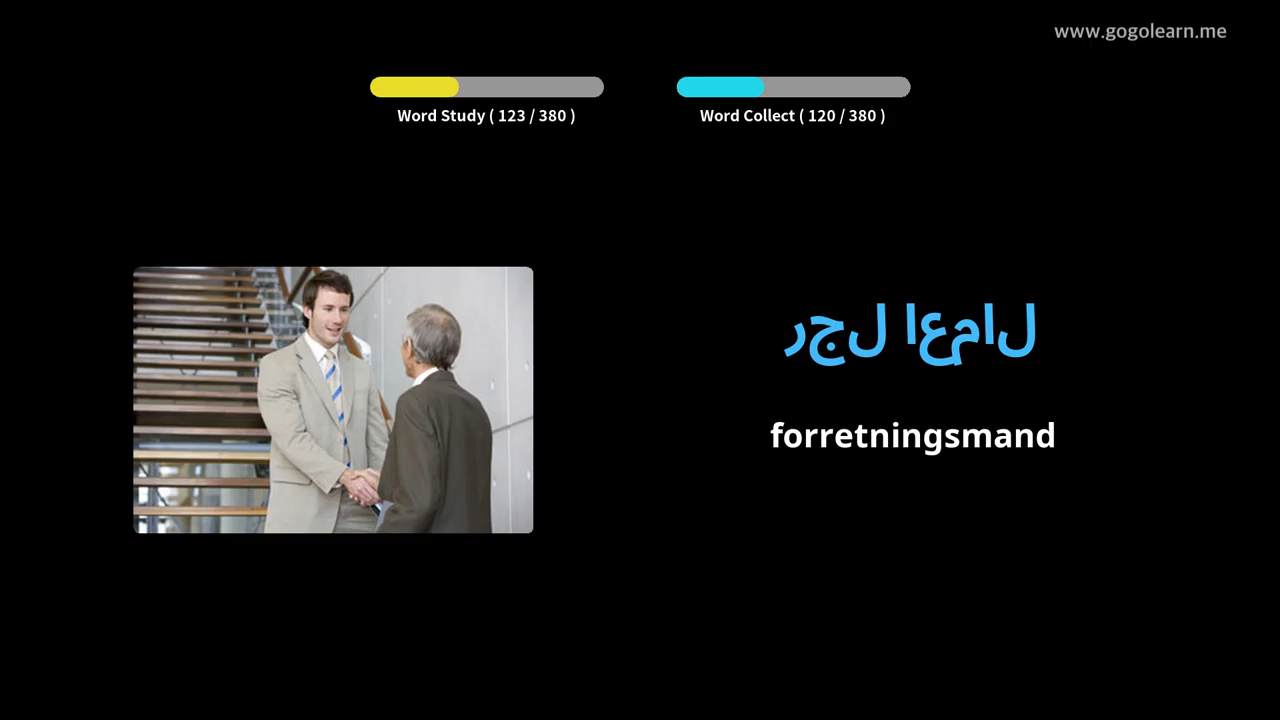 www.gogolearn.me
Word Study ( 123 / 380 )
Word Collect ( 120 / 380 )
رجل اعمال
forretningsmand